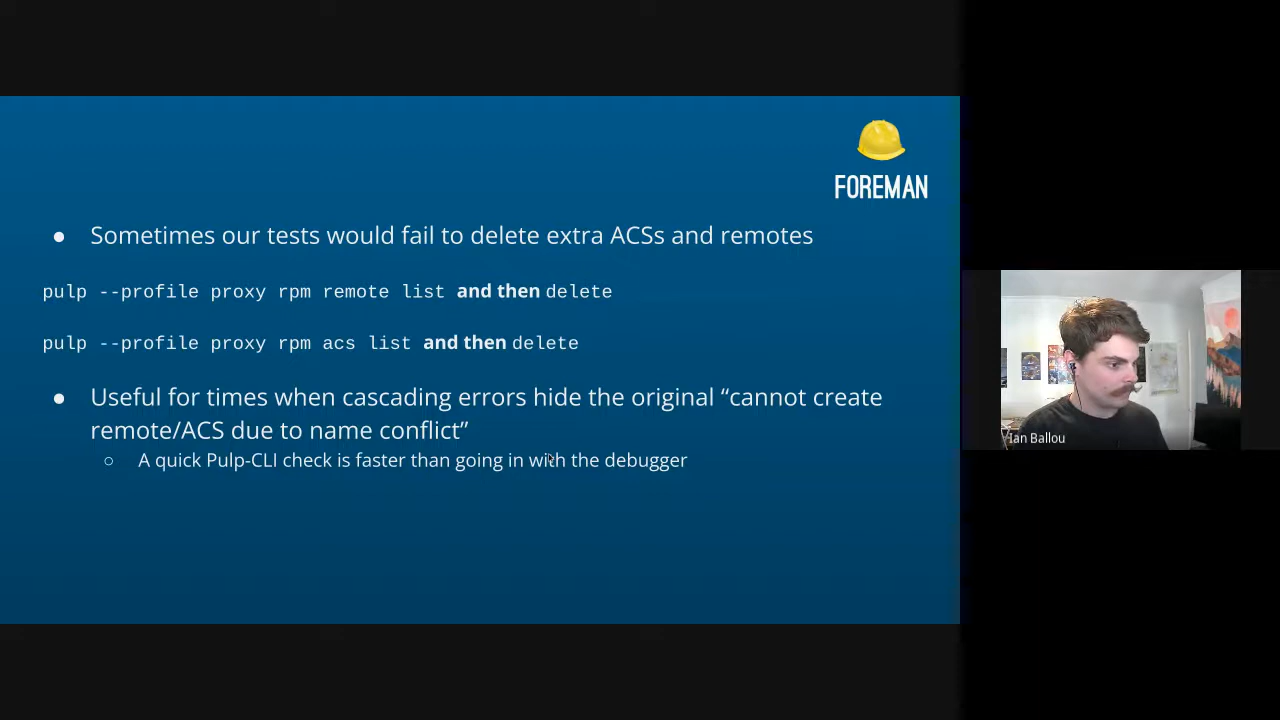 FOREMAN
● Sometimes our tests would fail to delete extra ACSs and remotes
pulp --profile proxy rpm remote list and then delete
pulp --profile proxy rpm acs list and then delete
● Useful for times when cascading errors hide the original “cannot create
remote/ACS due to name conflict”
○ A quick Pulp-CLI check is faster than going in with the debugger
Ian Ballou